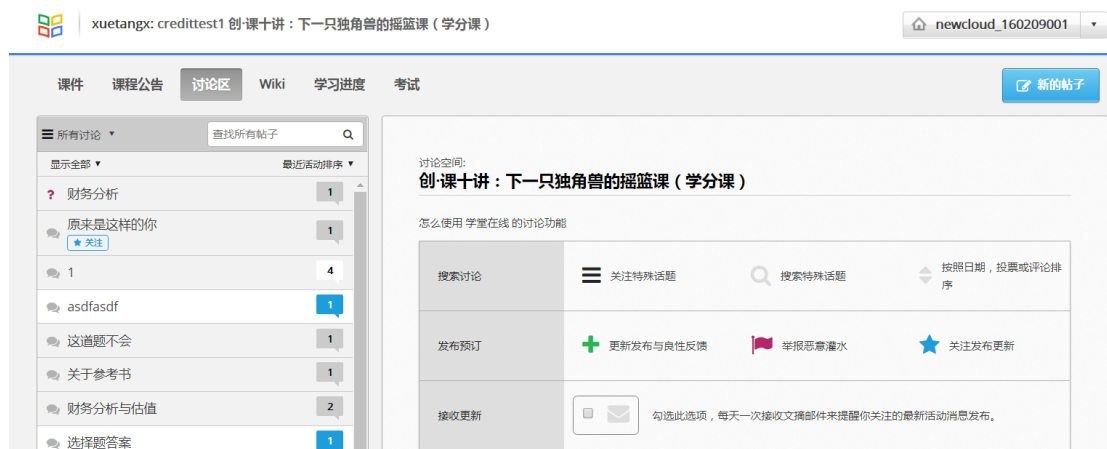 xuetangx: credittest1 创·课十讲：下一只独角兽的摇篮课（学分课）
newcloud_160209001
课件 课程公告 讨论区 Wiki 学习进度 考试
新的帖子
所有讨论
查找所有帖子
显示全部
最近活动排序
? 财务分析 1
原来是这样的你 1
关注
1 4
asdfasdf 1
这道题不会 1
关于参考书 1
财务分析与估值 2
选择题答案 1
讨论空间:
创·课十讲：下一只独角兽的摇篮课（学分课）
怎么使用 学堂在线 的讨论功能
搜索讨论 关注特殊话题 搜索特殊话题 按照日期，投票或评论排
序
发布预订 更新发布与良性反馈 举报恶意灌水 关注发布更新
接收更新 勾选此选项，每天一次接收文摘邮件来提醒你关注的最新活动消息发布。